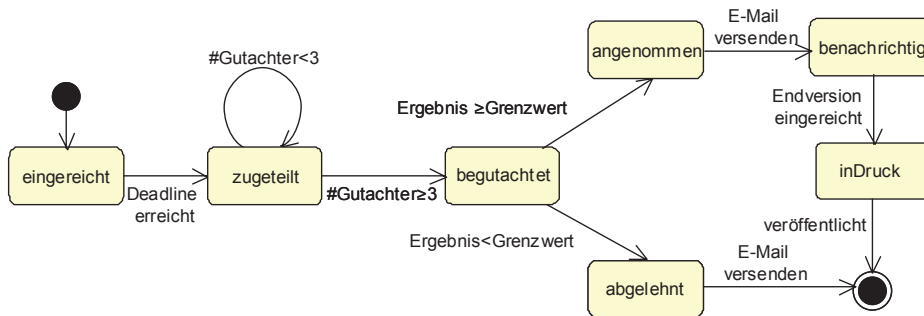 E-Mail
versenden
#Gutachter<3
angenommen
benachrichtigt
Ergebnis ≥Grenzwert
Endversion
eingereicht
eingereicht
Deadline
erreicht
zugeteilt
#Gutachter≥3
begutachtet
inDruck
Ergebnis<Grenzwert
veröffentlicht
E-Mail
versenden
abgelehnt